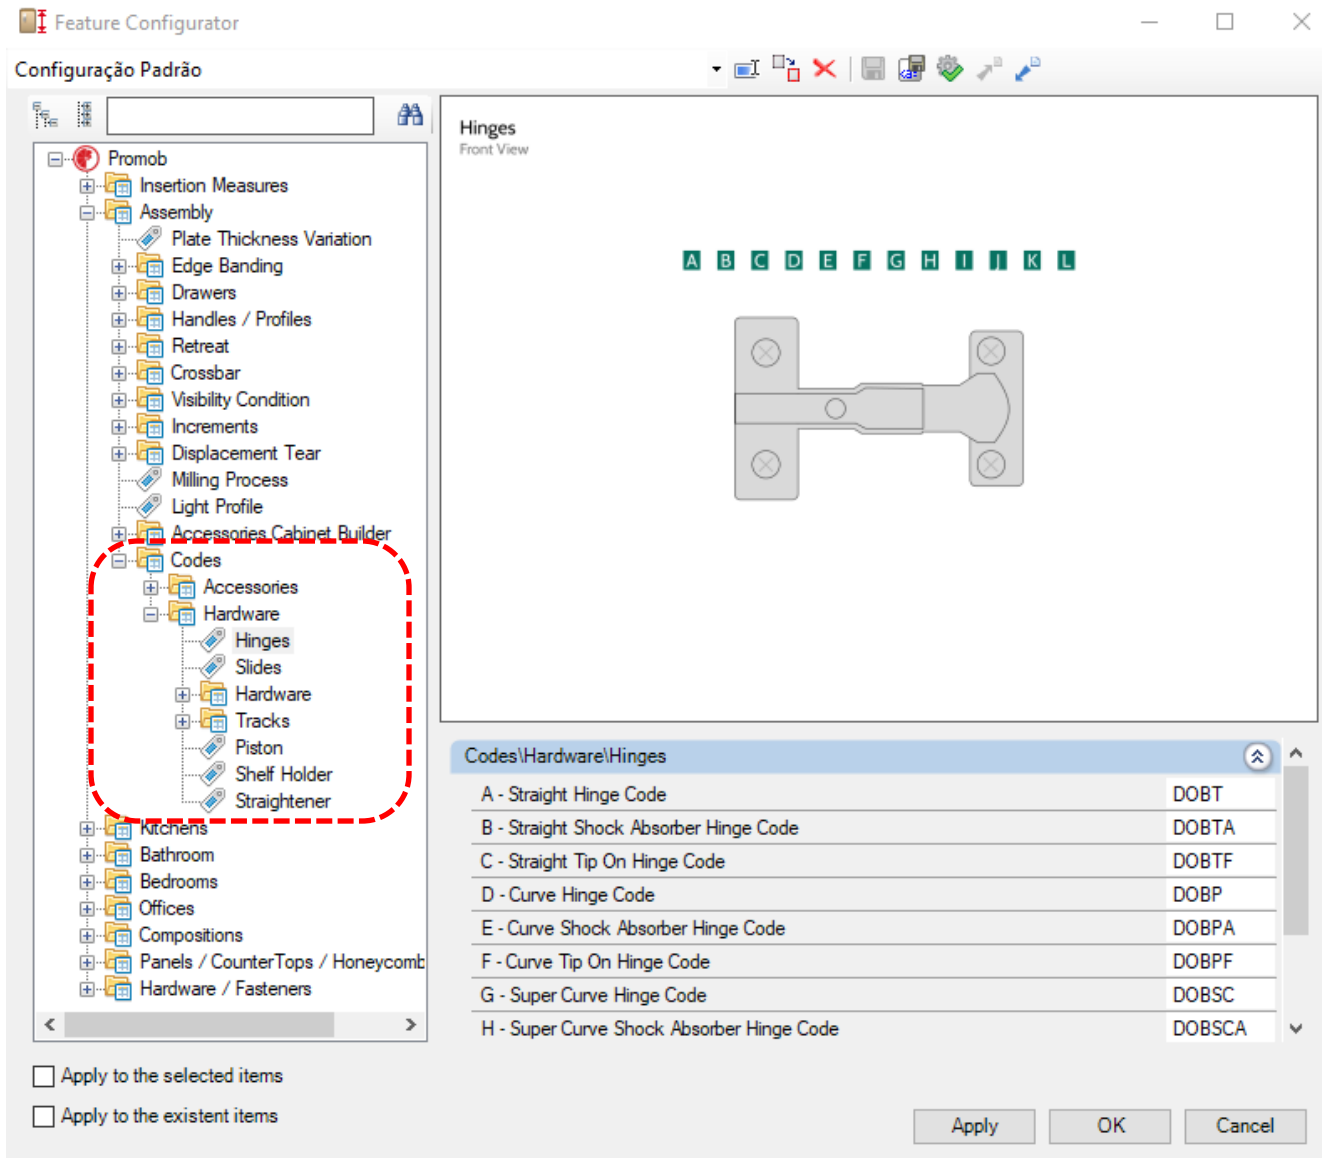 Feature Configurator
Configuração Padrão
Promob
Insertion Measures
Assembly
Plate Thickness Variation
Edge Banding
Drawers
Handles / Profiles
Retreat
Crossbar
Visibility Condition
Increments
Displacement Tear
Milling Process
Light Profile
Accessories Cabinet Builder
Codes
Accessories
Hardware
Hinges
Slides
Hardware
Tracks
Piston
Shelf Holder
Straightener
Kitchens
Bathroom
Bedrooms
Offices
Compositions
Panels / CounterTops / Honeycomb
Hardware / Fasteners
Hinges
Front View
A B C D E F G H I J K L
Codes\Hardware\Hinges
A - Straight Hinge Code DOBT
B - Straight Shock Absorber Hinge Code DOBTA
C - Straight Tip On Hinge Code DOBTF
D - Curve Hinge Code DOBP
E - Curve Shock Absorber Hinge Code DOBPA
F - Curve Tip On Hinge Code DOBPF
G - Super Curve Hinge Code DOBSC
H - Super Curve Shock Absorber Hinge Code DOBSCA
Apply to the selected items
Apply to the existent items
Apply OK Cancel